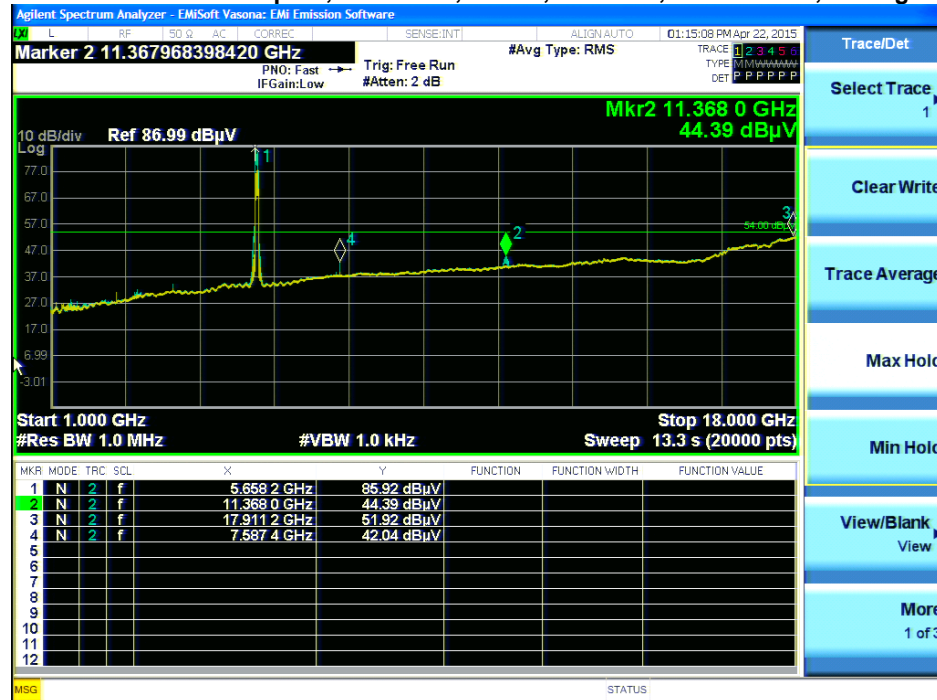 Agilent Spectrum Analyzer - EMiSoft Vasona: EMi Emission Software
LXI L RF 50 Ω AC CORREC SENSE:INT ALIGN AUTO 01:15:08 PM Apr 22, 2015
Marker 2 11.367968398420 GHz
PNO: Fast
IFGain:Low
Trig: Free Run
#Atten: 2 dB
#Avg Type: RMS
TRACE 1 2 3 4 5 6
TYPE MMWWWW
DET P P P P P P
Mkr2 11.368 0 GHz
44.39 dBµV
10 dB/div Ref 86.99 dBµV
Log
77.0
67.0
57.0
47.0
37.0
27.0
17.0
6.99
-3.01
1
2
3
4
Start 1.000 GHz Stop 18.000 GHz
#Res BW 1.0 MHz #VBW 1.0 kHz Sweep 13.3 s (20000 pts)
MKR MODE TRC SCL X Y FUNCTION FUNCTION WIDTH FUNCTION VALUE
1 N 2 f 5.658 2 GHz 85.92 dBµV
2 N 2 f 11.368 0 GHz 44.39 dBµV
3 N 2 f 17.911 2 GHz 51.92 dBµV
4 N 2 f 7.587 4 GHz 42.04 dBµV
5
6
7
8
9
10
11
12
MSG STATUS
Trace/Det
Select Trace
1
Clear Write
Trace Average
Max Hold
Min Hold
View/Blank
View
More
1 of 3